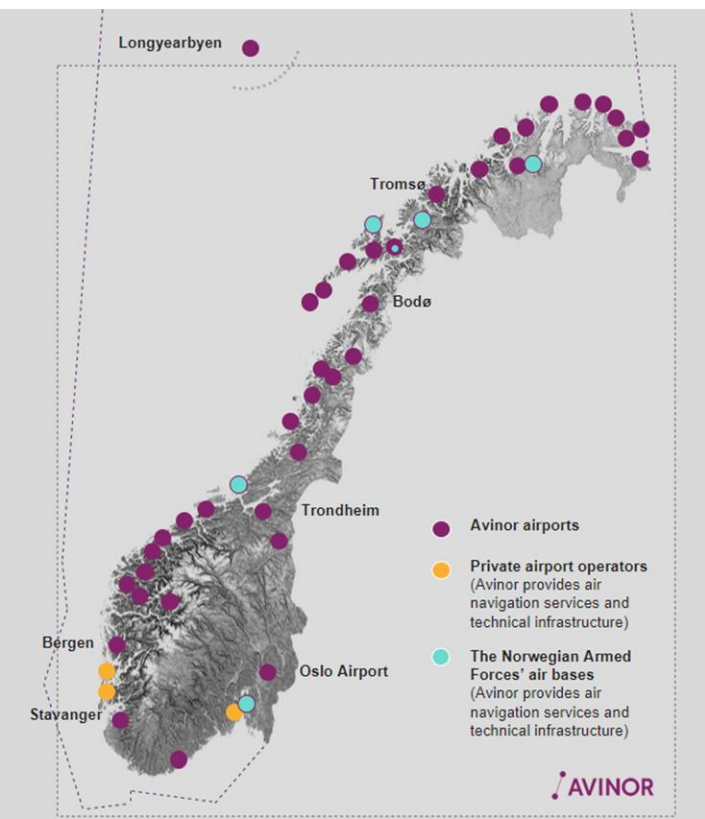 Longyearbyen
Tromsø
Bodø
Trondheim
Avinor airports
Private airport operators
(Avinor provides air
navigation services and
technical infrastructure)
Bergen
Oslo Airport
The Norwegian Armed
Forces' air bases
(Avinor provides air
navigation services and
technical infrastructure)
Stavanger
AVINOR